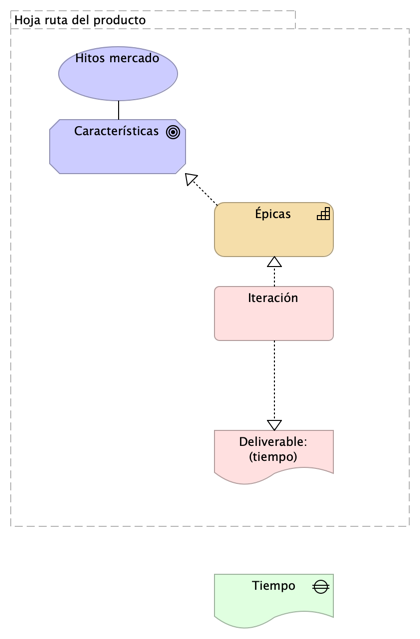 Hoja ruta del producto
Hitos mercado
Características
Épicas
Iteración
Deliverable:
(tiempo)
Tiempo